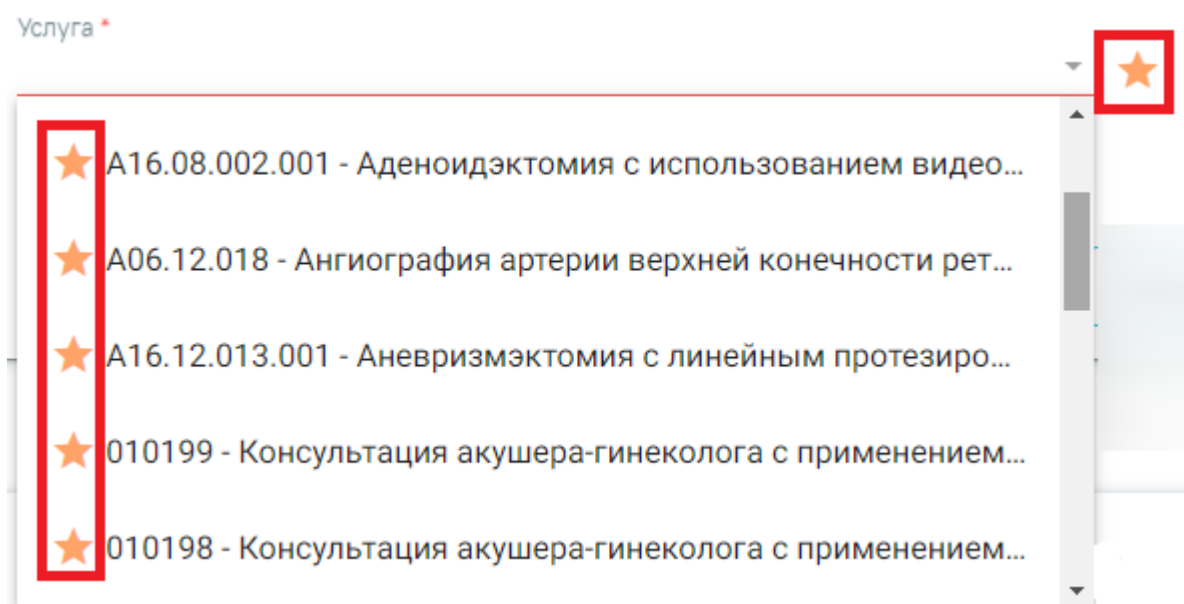 Услуга *
A16.08.002.001 - Аденоидэктомия с использованием видео...
A06.12.018 - Ангиография артерии верхней конечности рет...
A16.12.013.001 - Аневризмэктомия с линейным протезиро...
010199 - Консультация акушера-гинеколога с применением...
010198 - Консультация акушера-гинеколога с применением...